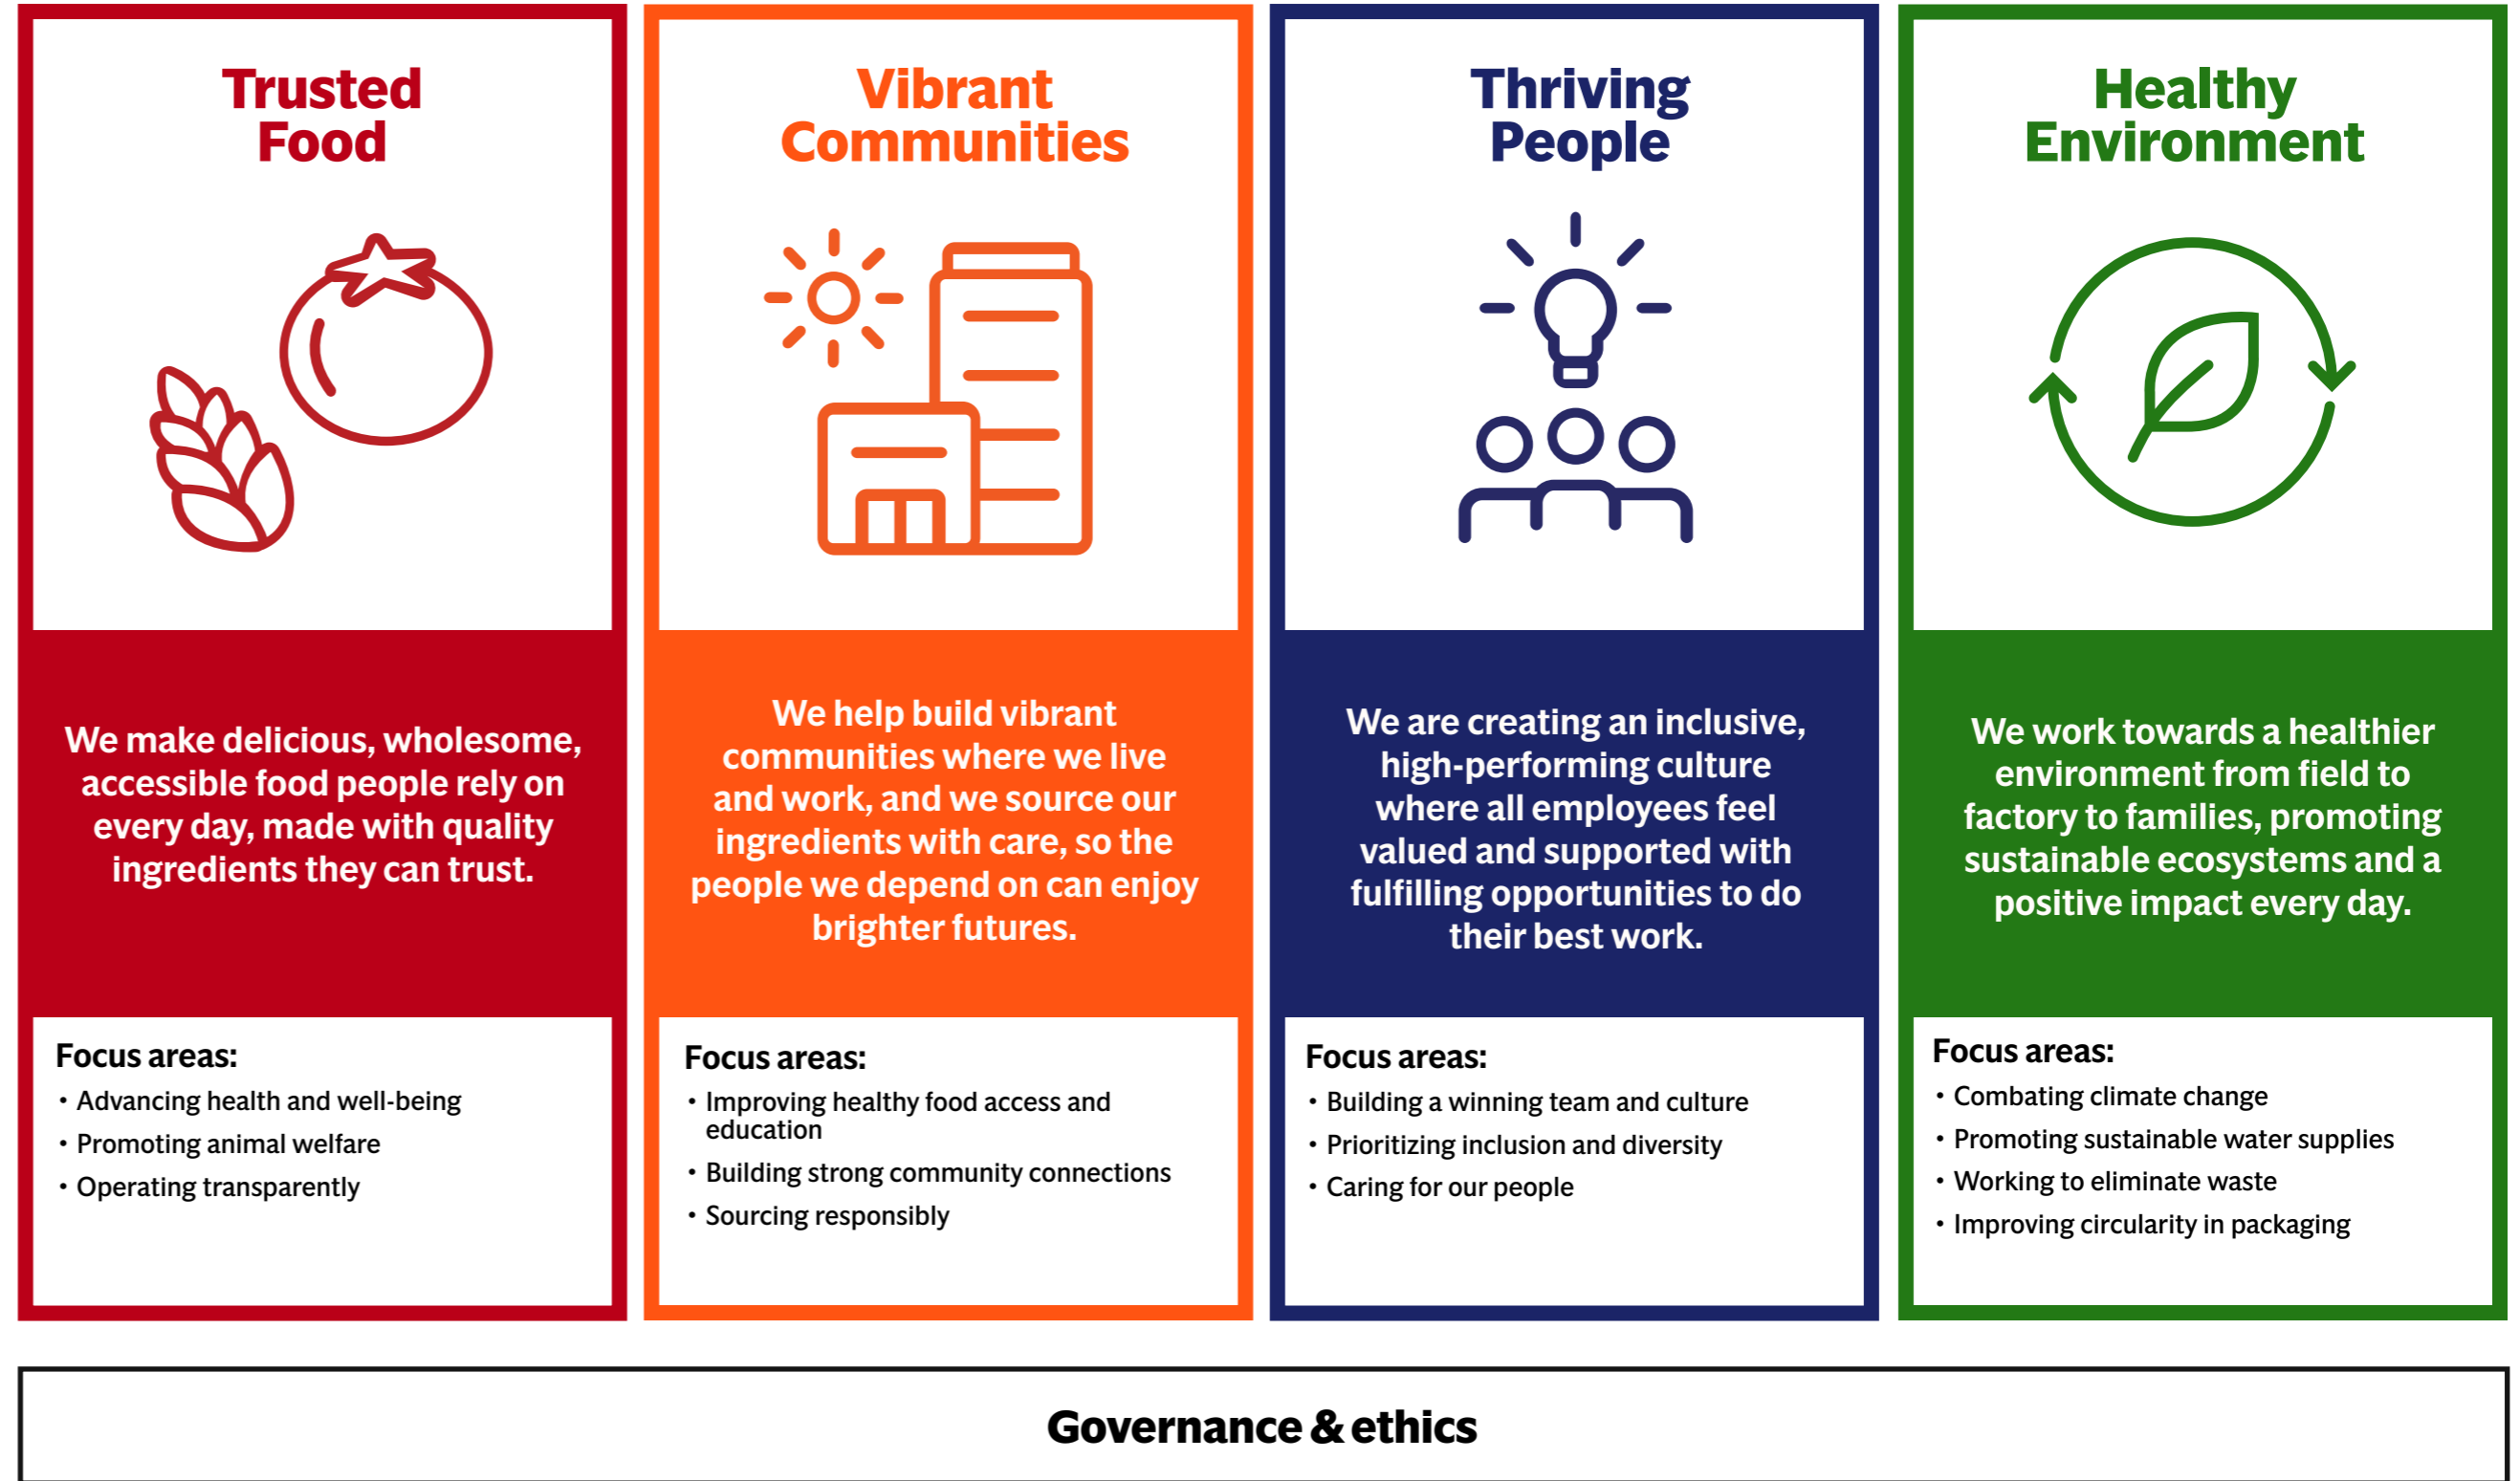 Trusted
Food
We make delicious, wholesome,
accessible food people rely on
every day, made with quality
ingredients they can trust.
Focus areas:
• Advancing health and well-being
• Promoting animal welfare
• Operating transparently
Vibrant
Communities
We help build vibrant
communities where we live
and work, and we source our
ingredients with care, so the
people we depend on can enjoy
brighter futures.
Focus areas:
• Improving healthy food access and
education
• Building strong community connections
• Sourcing responsibly
Thriving
People
We are creating an inclusive,
high-performing culture
where all employees feel
valued and supported with
fulfilling opportunities to do
their best work.
Focus areas:
• Building a winning team and culture
• Prioritizing inclusion and diversity
• Caring for our people
Healthy
Environment
We work towards a healthier
environment from field to
factory to families, promoting
sustainable ecosystems and a
positive impact every day.
Focus areas:
• Combating climate change
• Promoting sustainable water supplies
• Working to eliminate waste
• Improving circularity in packaging
Governance & ethics